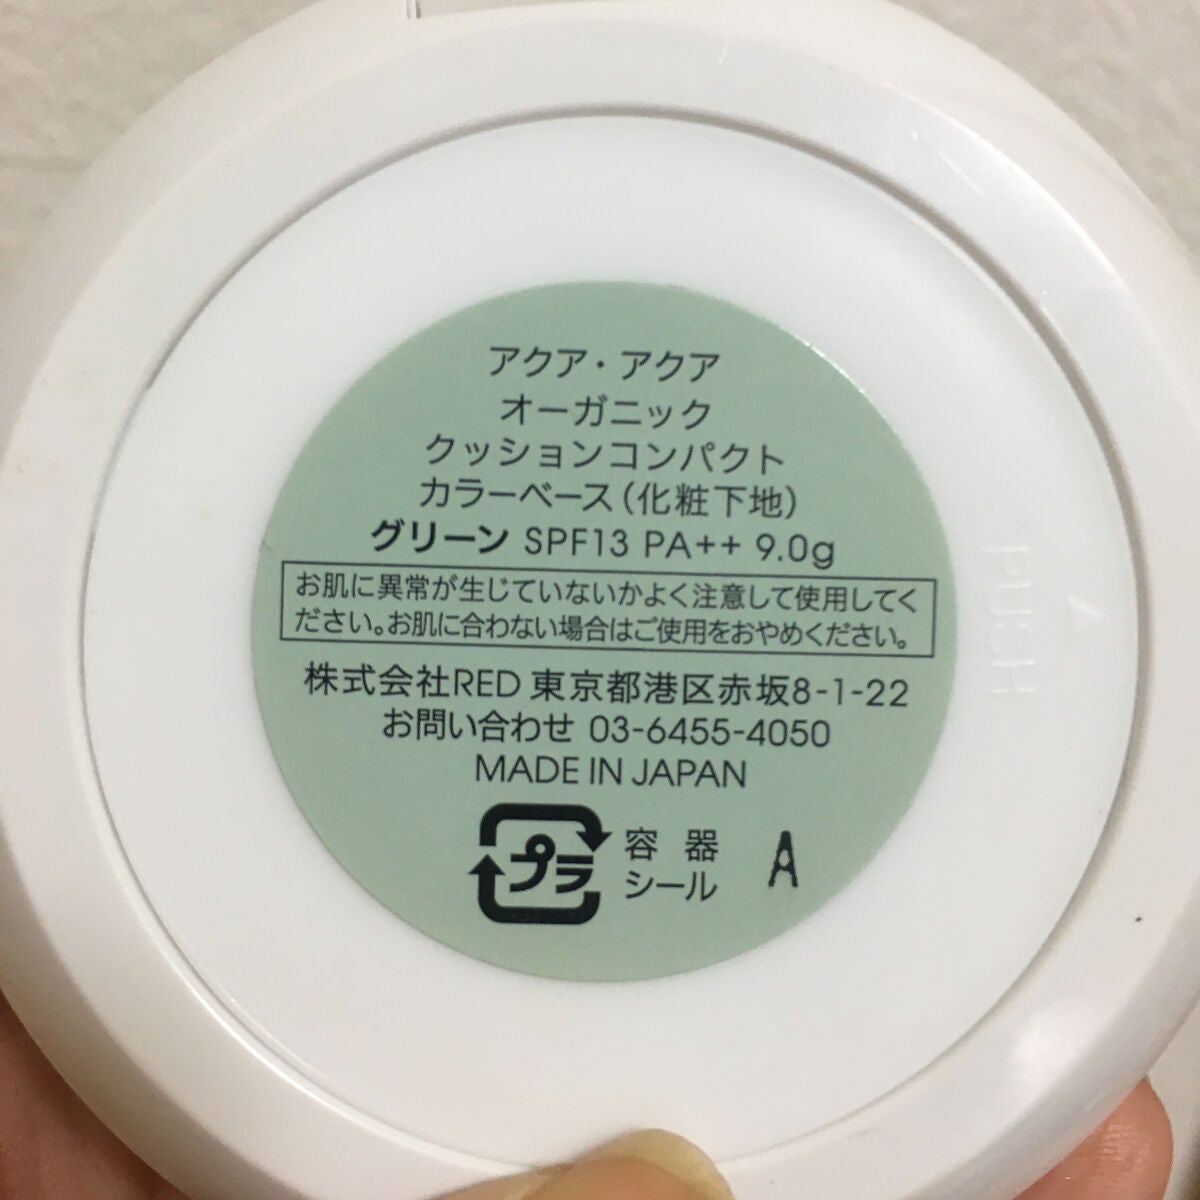 アクア・アクア
オーガニック
クッションコンパクト
カラーベース(化粧下地)
グリーン SPF13 PA++ 9.0g
お肌に異常が生じていないかよく注意して使用してく
ださい。お肌に合わない場合はご使用をおやめください。
株式会社RED 東京都港区赤坂8-1-22
お問い合わせ 03-6455-4050
MADE IN JAPAN
プラ
容器
シール
A
PUSH